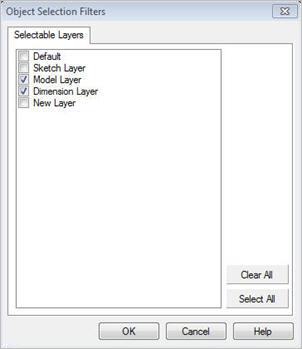 Object Selection Filters
Selectable Layers
Default
Sketch Layer
Model Layer
Dimension Layer
New Layer
Clear All
Select All
OK Cancel Help